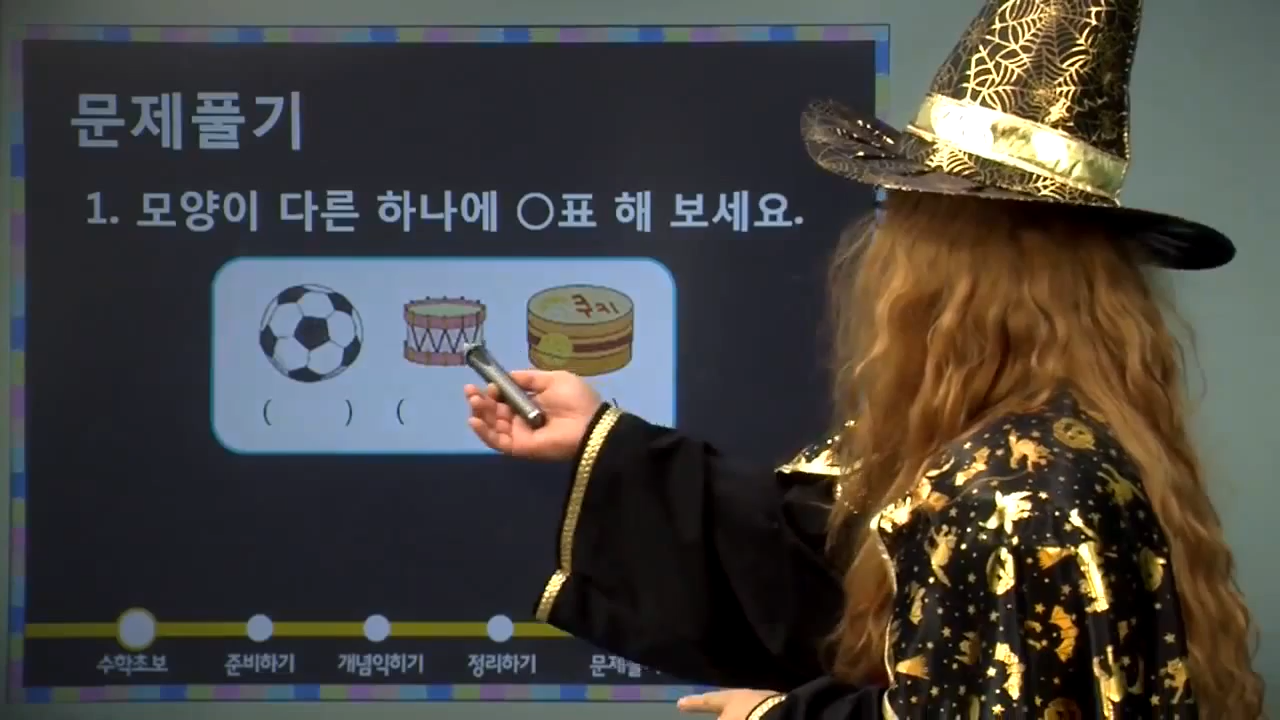 문제풀기
1. 모양이 다른 하나에 ○표 해 보세요.
쿠키
( ) ( )
수학초보 준비하기 개념익히기 정리하기